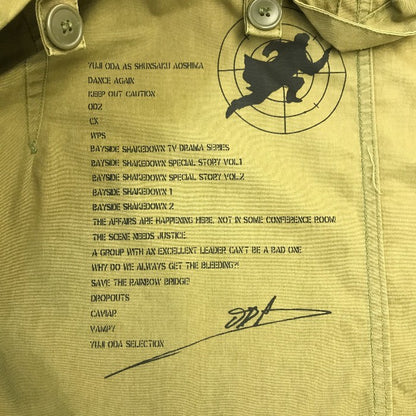 YUJI ODA AS SHUNSAKU AOSHIMA
DANCE AGAIN
KEEP OUT CAUTION
ODZ
CX
WPS
BAYSIDE SHAKEDOWN TV DRAMA SERIES
BAYSIDE SHAKEDOWN SPECIAL STORY VOL.1
BAYSIDE SHAKEDOWN SPECIAL STORY VOL.2
BAYSIDE SHAKEDOWN 1
BAYSIDE SHAKEDOWN 2
THE AFFAIRS ARE HAPPENING HERE. NOT IN SOME CONFERENCE ROOM!
THE SCENE NEEDS JUSTICE.
A GROUP WITH AN EXCELLENT LEADER CAN'T BE A BAD ONE
WHY DO WE ALWAYS GET THE BLEEDING?!
SAVE THE RAINBOW BRIDGE!
DROPOUTS
CAVIAR
VAMPY
YUJI ODA SELECTION
ODA